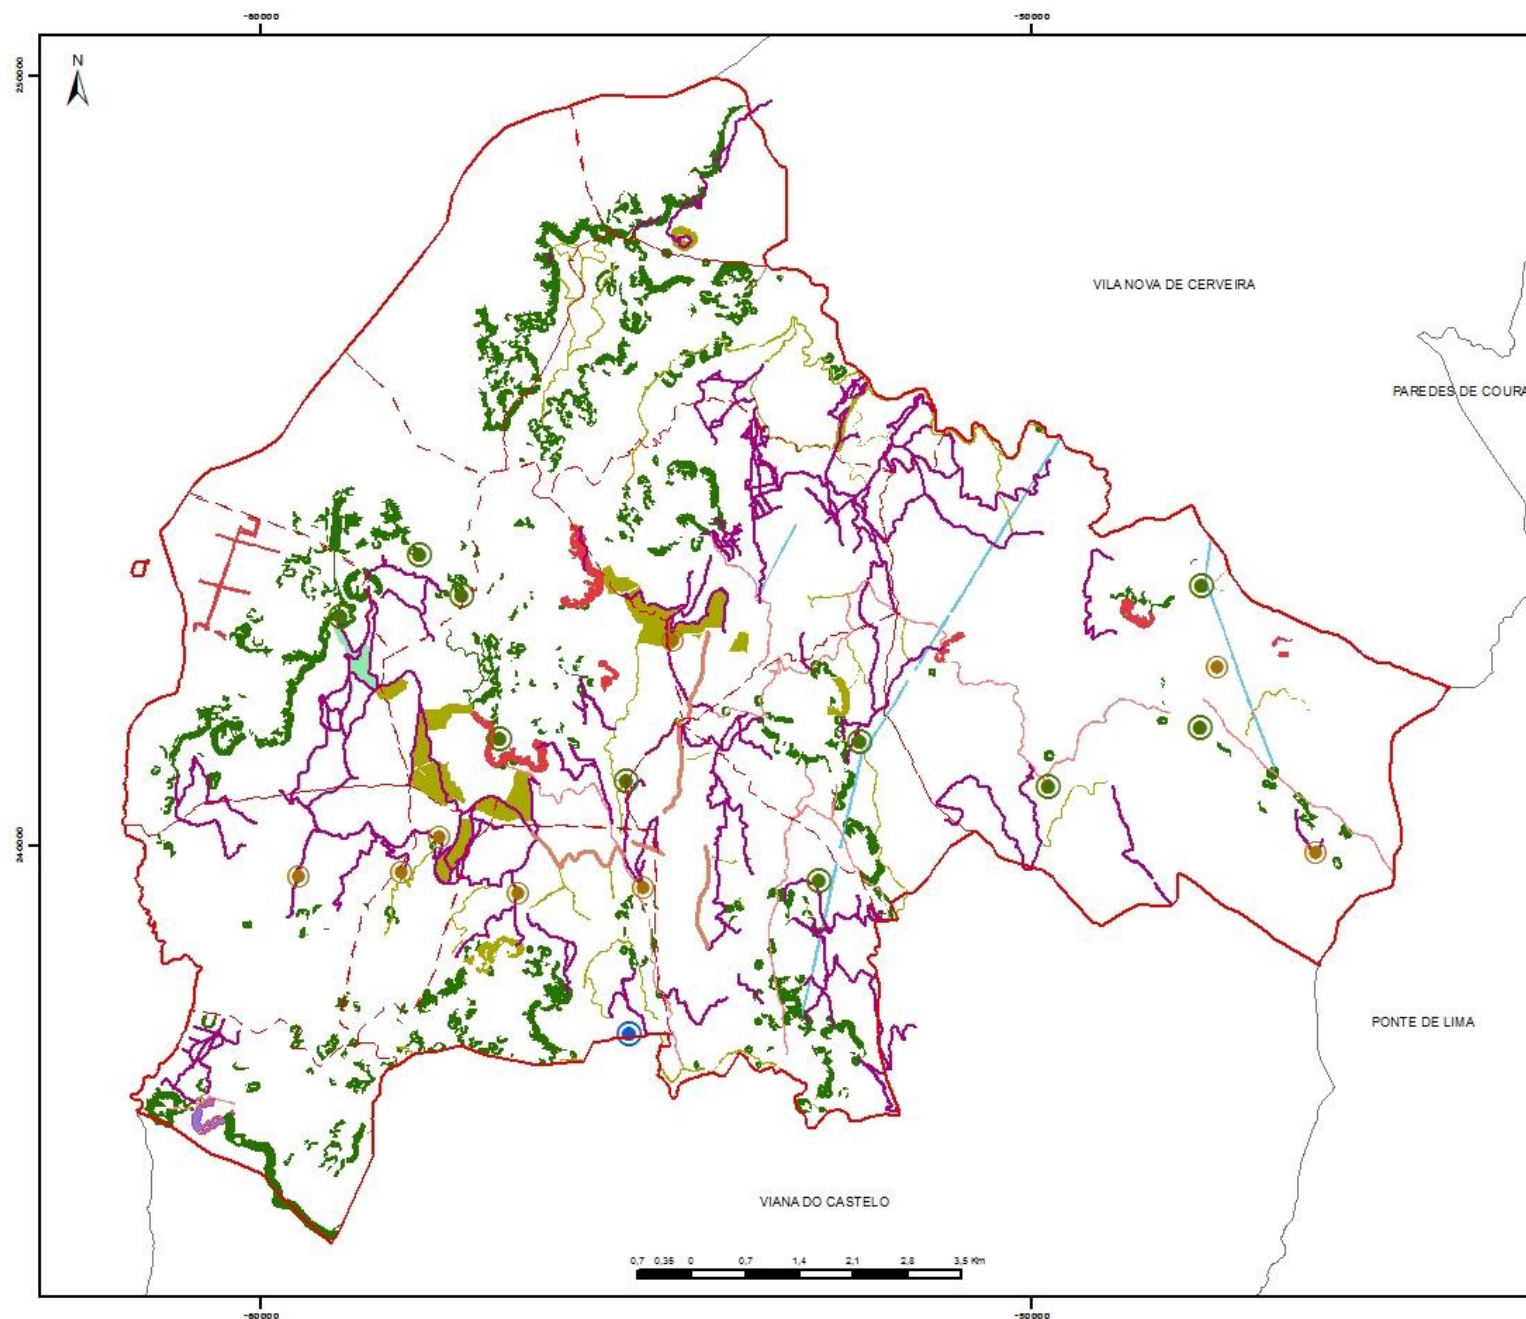 -60000 -50000
250000
N
VILA NOVA DE CERVEIRA
PAREDES DE COURA
240000
PONTE DE LIMA
VIANA DO CASTELO
0,7 0,35 0 0,7 1,4 2,1 2,8 3,5 Km
-60000 -50000